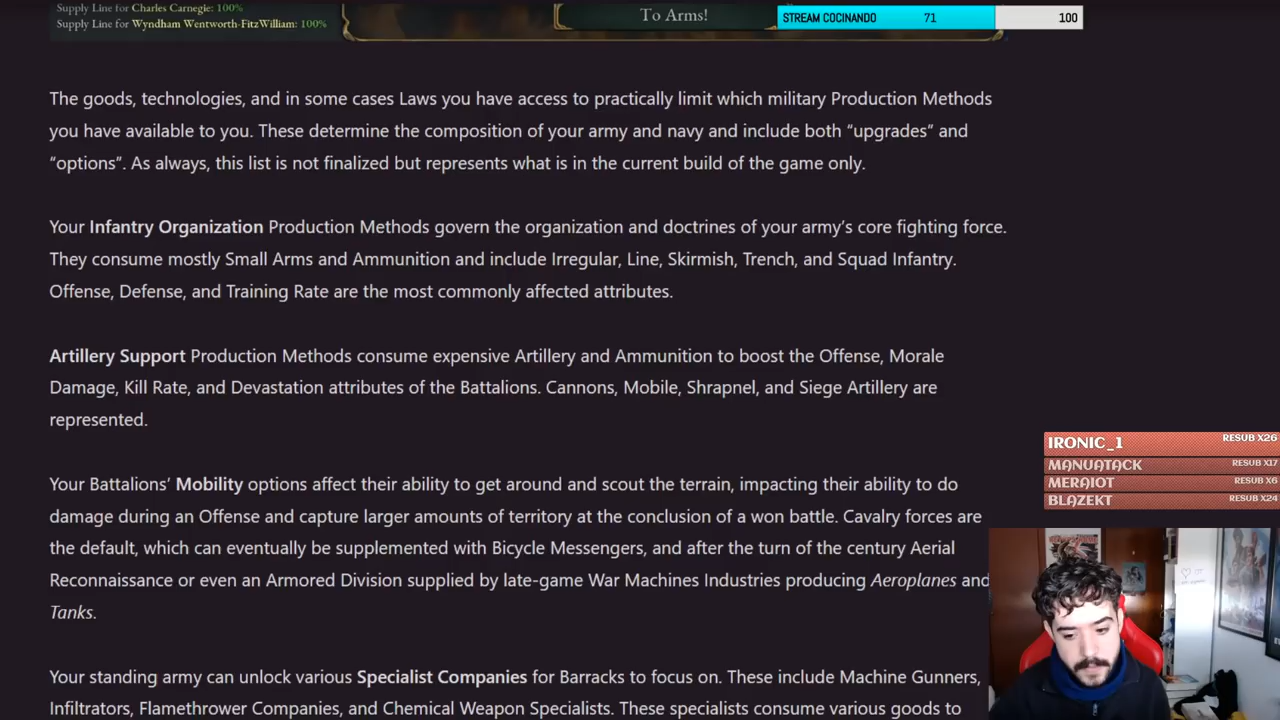 Supply Line for Charles Carnegie: 100%
Supply Line for Wyndham Wentworth-FitzWilliam: 100%
To Arms!
STREAM COCINANDO 71 100
The goods, technologies, and in some cases Laws you have access to practically limit which military Production Methods
you have available to you. These determine the composition of your army and navy and include both “upgrades” and
“options”. As always, this list is not finalized but represents what is in the current build of the game only.
Your Infantry Organization Production Methods govern the organization and doctrines of your army’s core fighting force.
They consume mostly Small Arms and Ammunition and include Irregular, Line, Skirmish, Trench, and Squad Infantry.
Offense, Defense, and Training Rate are the most commonly affected attributes.
Artillery Support Production Methods consume expensive Artillery and Ammunition to boost the Offense, Morale
Damage, Kill Rate, and Devastation attributes of the Battalions. Cannons, Mobile, Shrapnel, and Siege Artillery are
represented.
IRONIC_1 RESUB X26
MANUATACK RESUB X17
MERAIOT RESUB X6
BLAZEKT RESUB X24
Your Battalions’ Mobility options affect their ability to get around and scout the terrain, impacting their ability to do
damage during an Offense and capture larger amounts of territory at the conclusion of a won battle. Cavalry forces are
the default, which can eventually be supplemented with Bicycle Messengers, and after the turn of the century Aerial
Reconnaissance or even an Armored Division supplied by late-game War Machines Industries producing Aeroplanes and
Tanks.
Your standing army can unlock various Specialist Companies for Barracks to focus on. These include Machine Gunners,
Infiltrators, Flamethrower Companies, and Chemical Weapon Specialists. These specialists consume various goods to